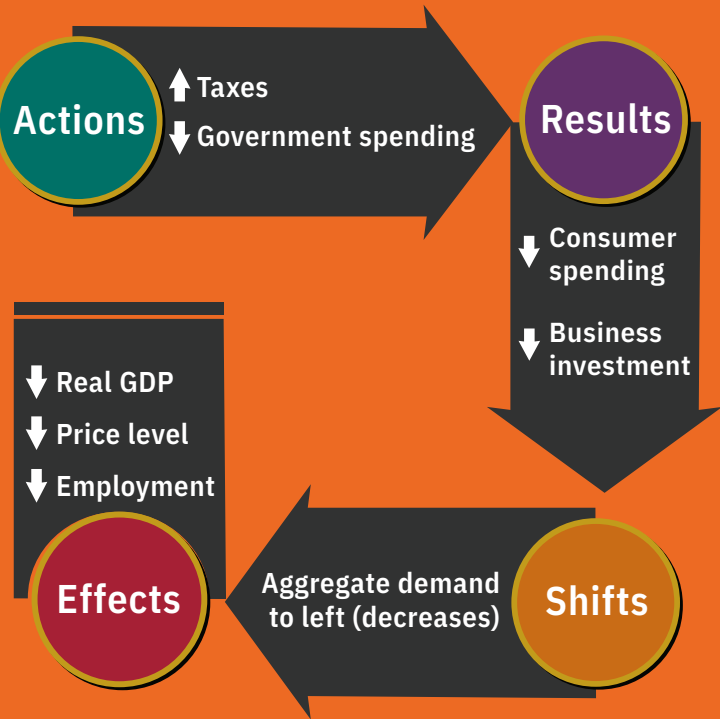 Actions
Taxes
Government spending
Results
Consumer
spending
Business
investment
Shifts
Aggregate demand
to left (decreases)
Effects
Real GDP
Price level
Employment